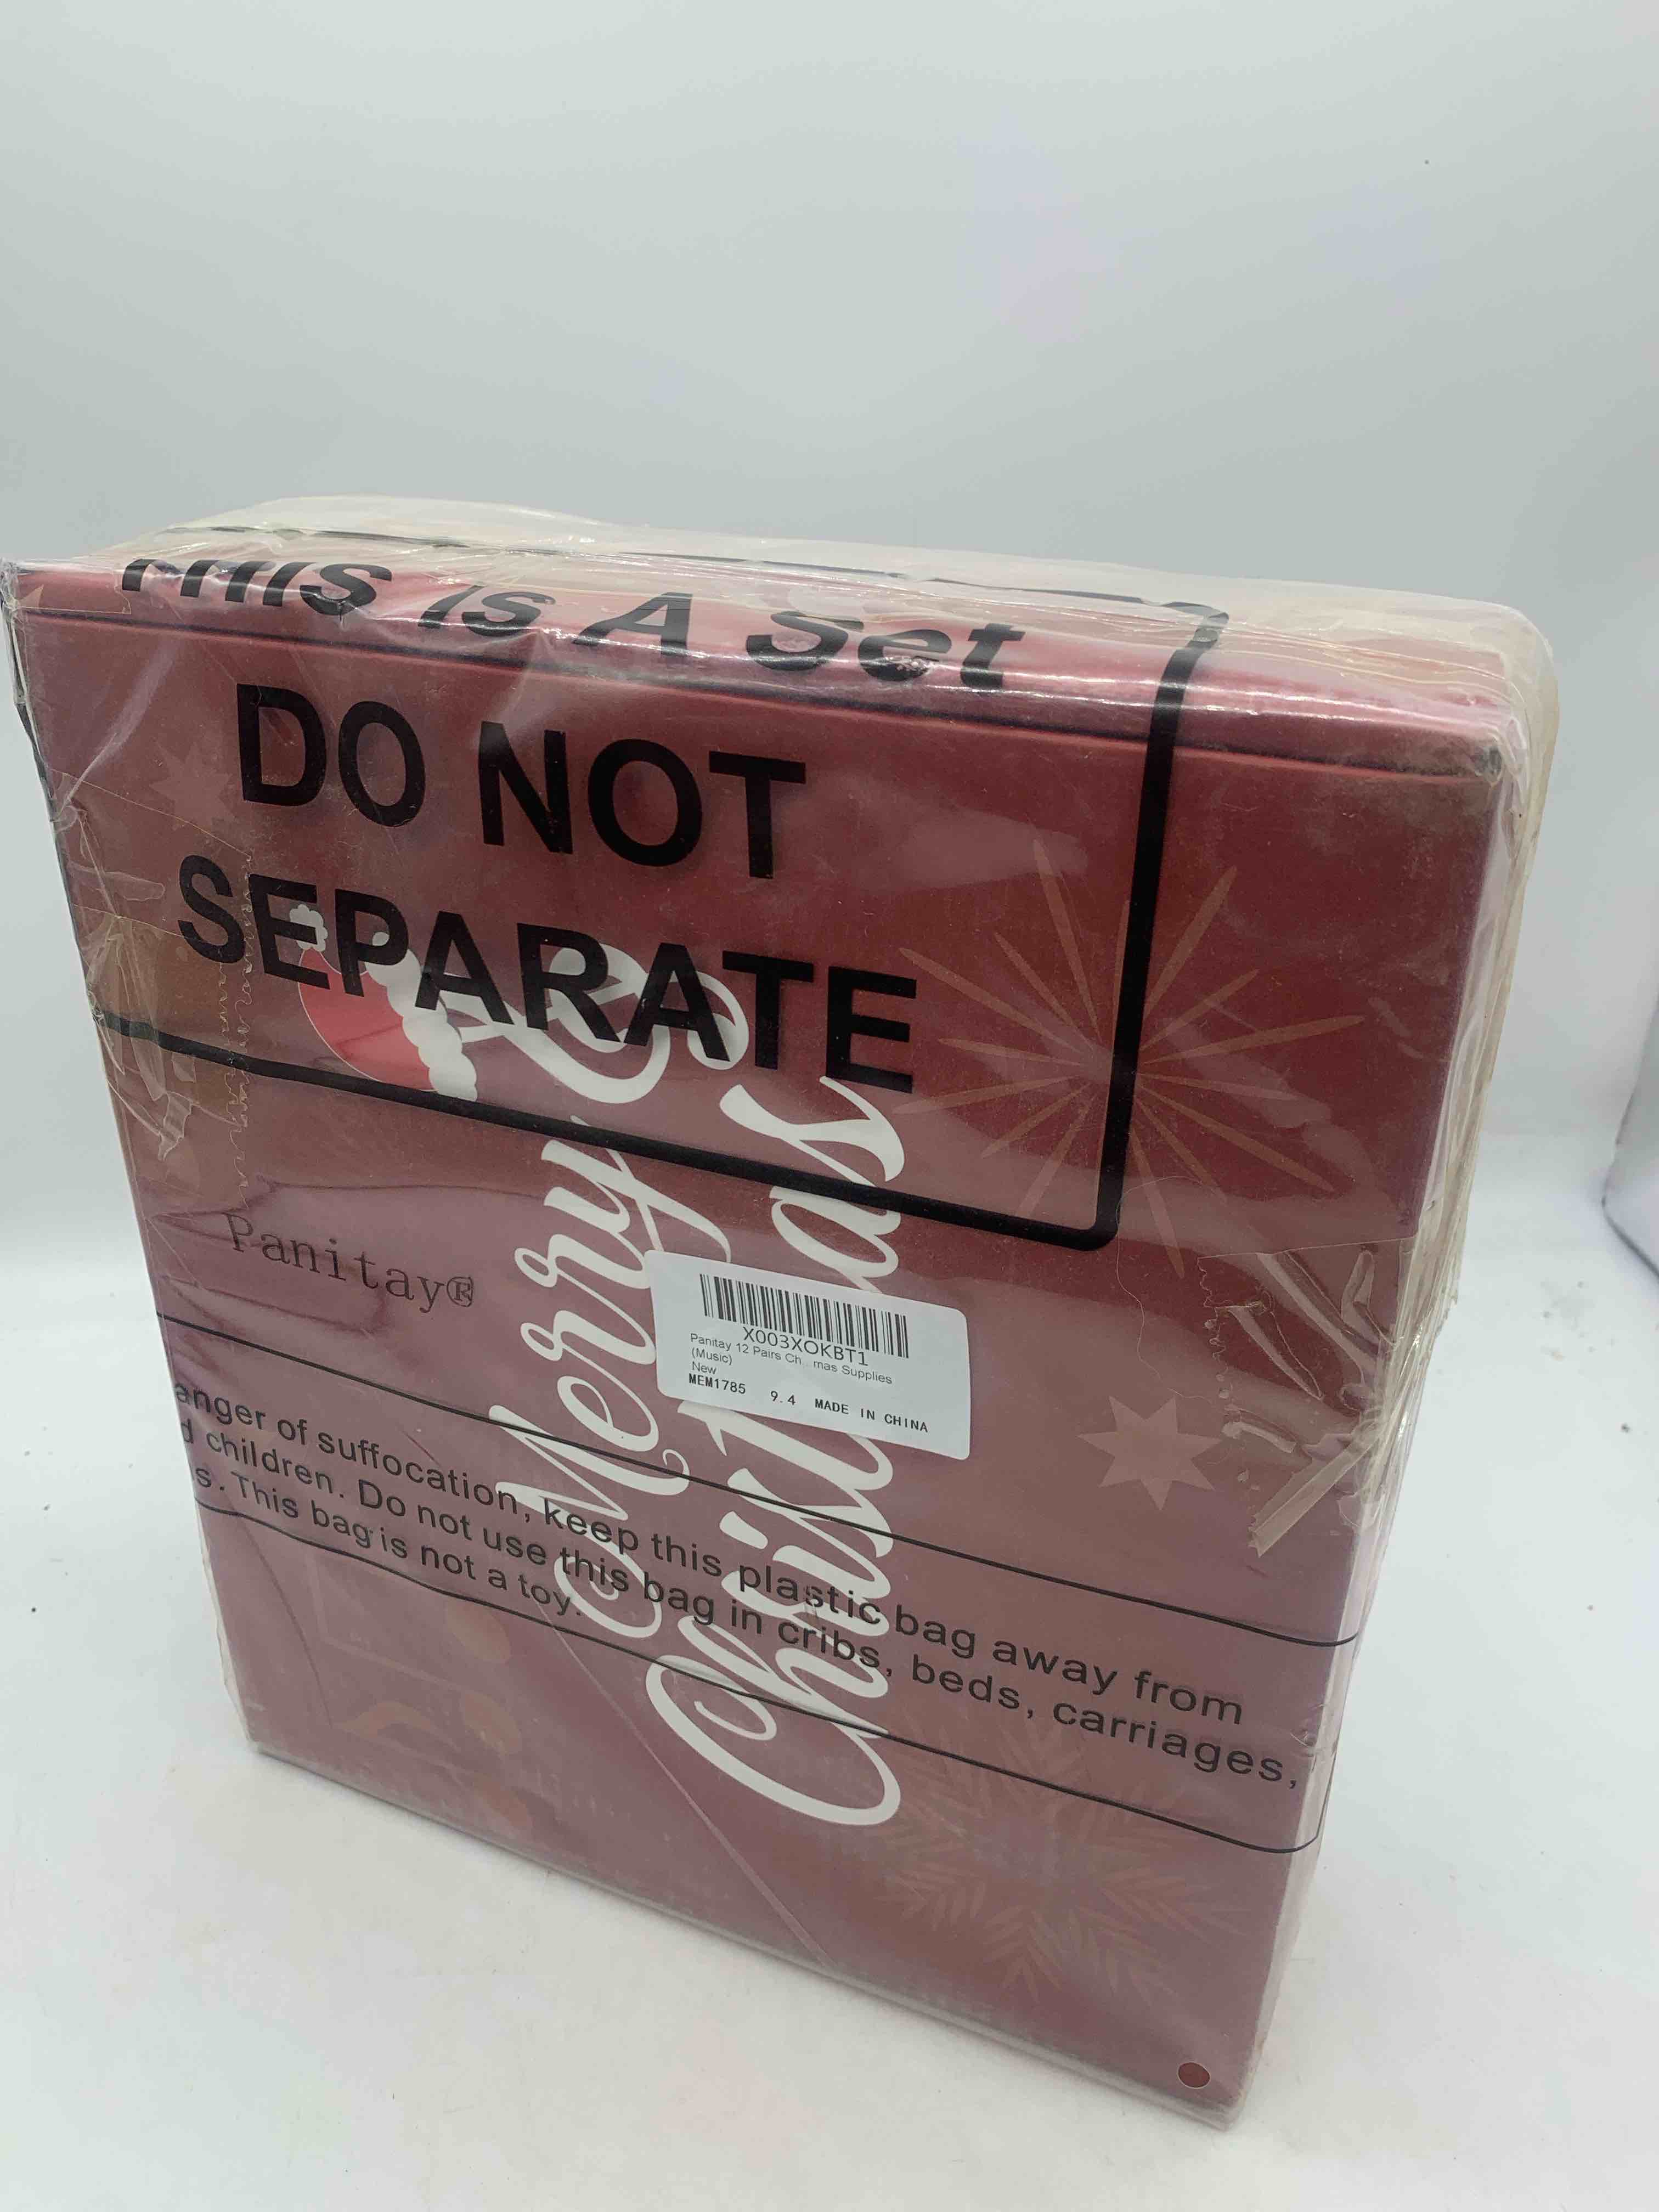 This Is A Set
DO NOT
SEPARATE
Merry
Christmas
Panitay®
X003XOKBT1
Panitay 12 Pairs Ch...mas Supplies
(Music)
New
MEM1785 9.4 MADE IN CHINA
anger of suffocation, keep this plastic bag away from
d children. Do not use this bag in cribs, beds, carriages,
s. This bag is not a toy.